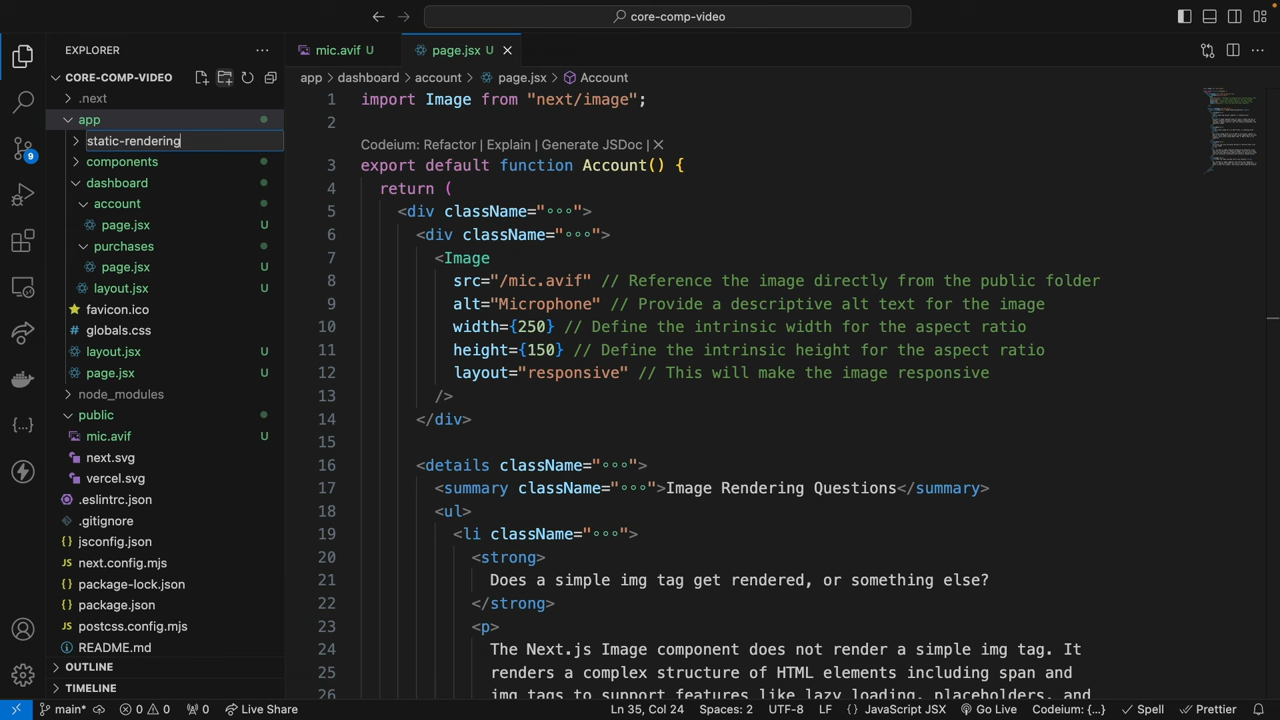 core-comp-video
EXPLORER
mic.avif U
page.jsx U
CORE-COMP-VIDEO
app > dashboard > account > page.jsx > Account
.next
app
static-rendering
components
dashboard
account
page.jsx U
purchases
page.jsx U
layout.jsx U
favicon.ico
globals.css
layout.jsx U
page.jsx U
node_modules
public
mic.avif U
next.svg
vercel.svg
.eslintrc.json
.gitignore
jsconfig.json
next.config.mjs
package-lock.json
package.json
postcss.config.mjs
README.md
OUTLINE
TIMELINE
9
1 import Image from "next/image";
2
Codeium: Refactor | Explain | Generate JSDoc | ×
3 export default function Account() {
4 return (
5 <div className="•••">
6 <div className="•••">
7 <Image
8 src="/mic.avif" // Reference the image directly from the public folder
9 alt="Microphone" // Provide a descriptive alt text for the image
10 width={250} // Define the intrinsic width for the aspect ratio
11 height={150} // Define the intrinsic height for the aspect ratio
12 layout="responsive" // This will make the image responsive
13 />
14 </div>
15
16 <details className="•••">
17 <summary className="•••">Image Rendering Questions</summary>
18 <ul>
19 <li className="•••">
20 <strong>
21 Does a simple img tag get rendered, or something else?
22 </strong>
23 <p>
24 The Next.js Image component does not render a simple img tag. It
25 renders a complex structure of HTML elements including span and
26 img tags to support features like lazy loading, placeholders, and
main* 0 0 0 Live Share
Ln 35, Col 24 Spaces: 2 UTF-8 LF {} JavaScript JSX Go Live Codeium: {...} Spell Prettier